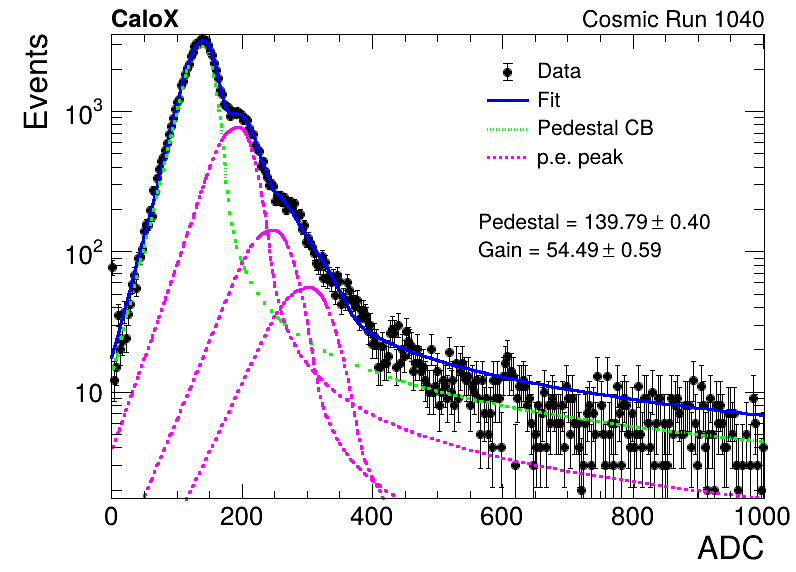 CaloX
Cosmic Run 1040
Events
Data
Fit
Pedestal CB
p.e. peak
Pedestal = 139.79 ± 0.40
Gain = 54.49 ± 0.59
10³
10²
10
0 200 400 600 800 1000
ADC